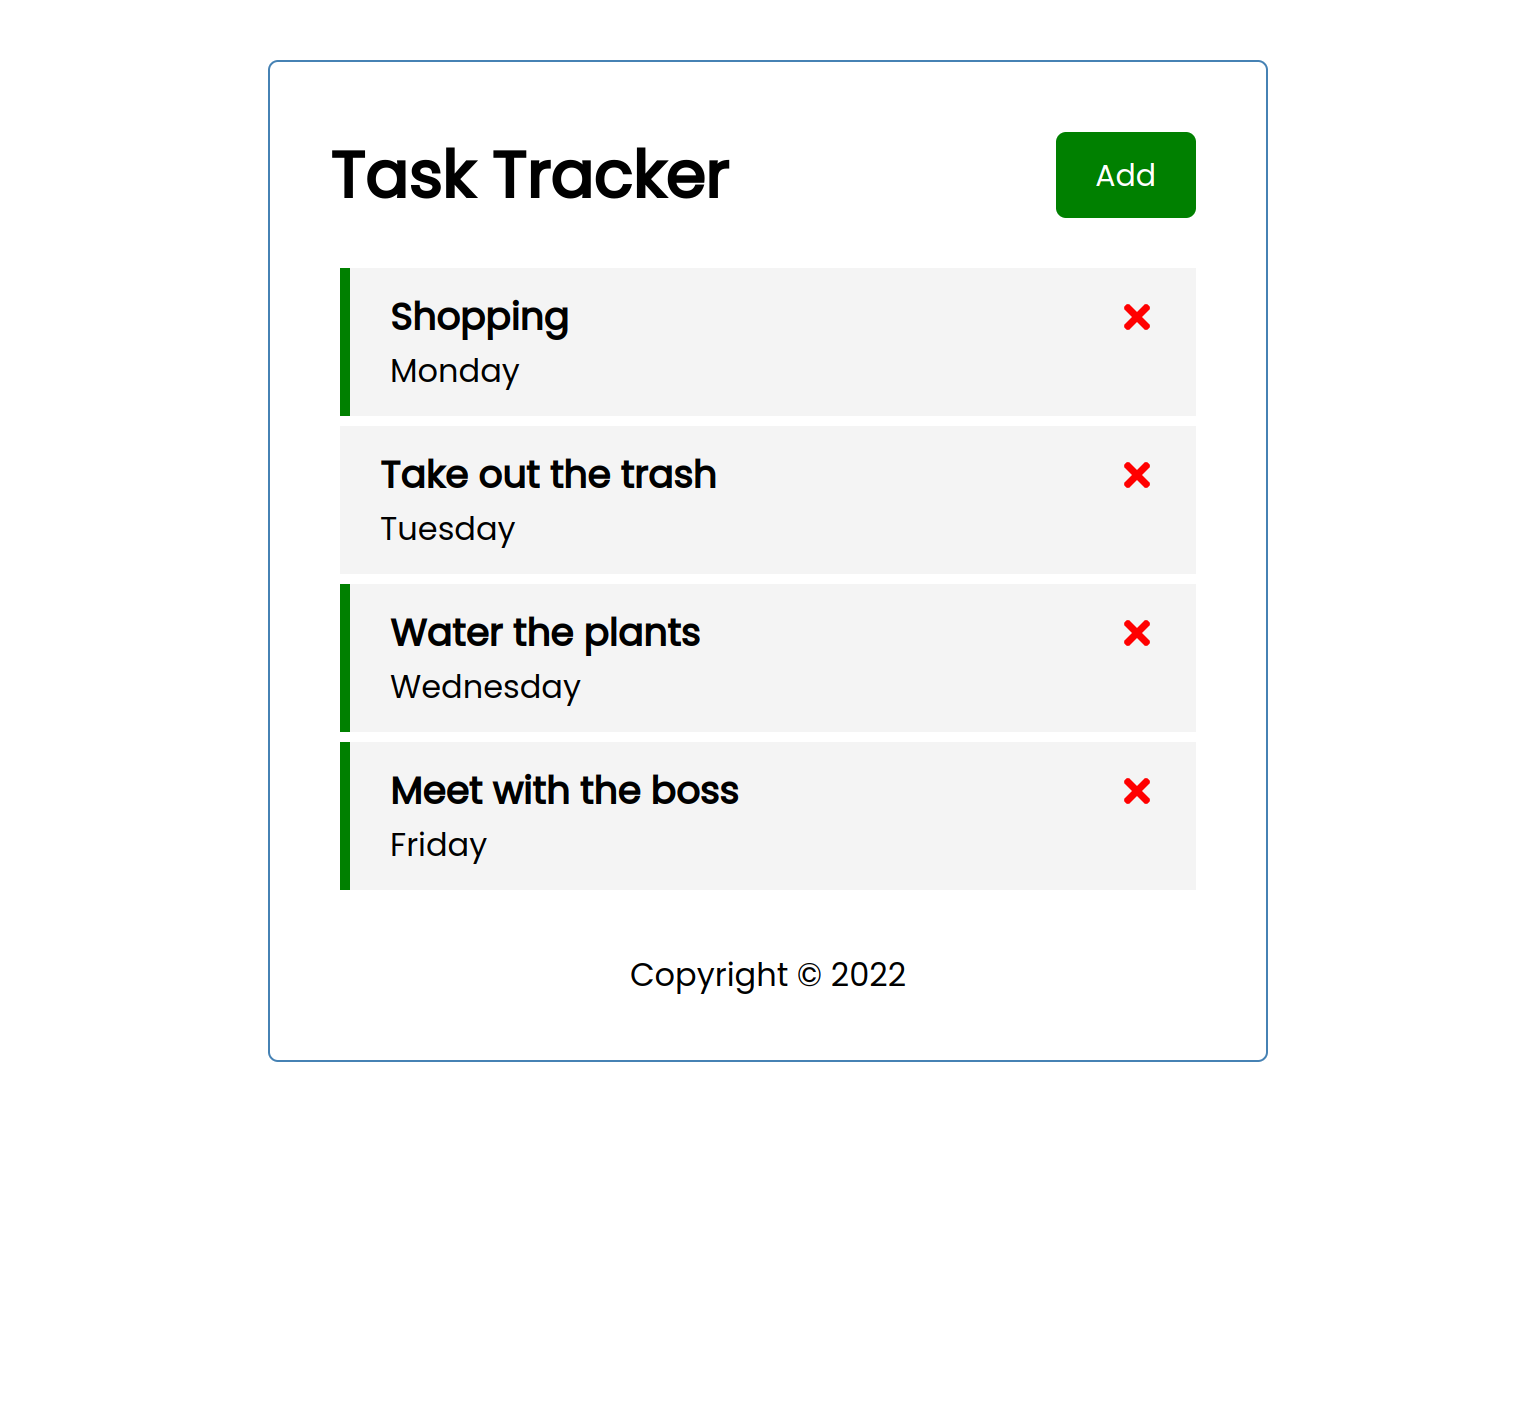 Task Tracker
Add
Shopping
Monday
Take out the trash
Tuesday
Water the plants
Wednesday
Meet with the boss
Friday
Copyright © 2022